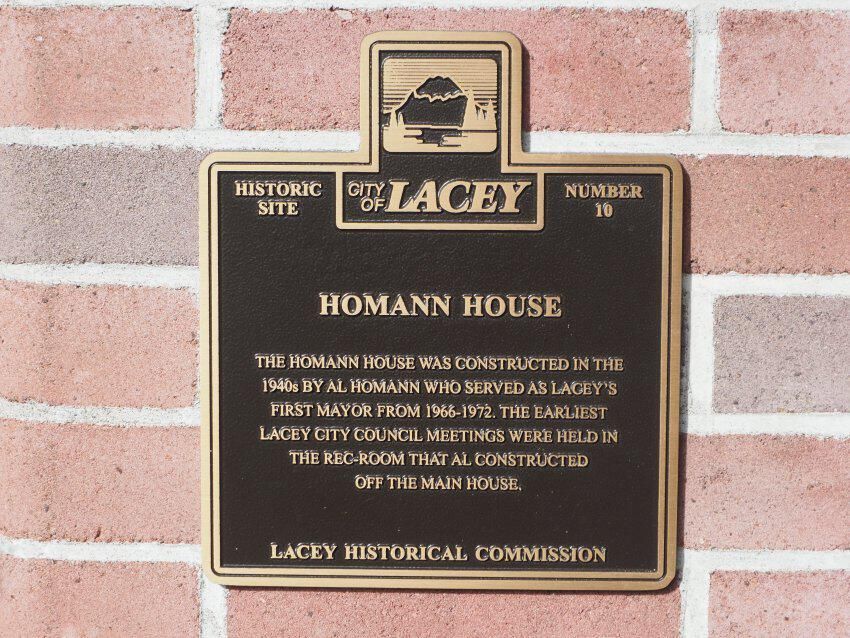 HISTORIC
SITE
CITY
OF LACEY
NUMBER
10
HOMANN HOUSE
THE HOMANN HOUSE WAS CONSTRUCTED IN THE
1940s BY AL HOMANN WHO SERVED AS LACEY'S
FIRST MAYOR FROM 1966-1972. THE EARLIEST
LACEY CITY COUNCIL MEETINGS WERE HELD IN
THE REC-ROOM THAT AL CONSTRUCTED
OFF THE MAIN HOUSE.
LACEY HISTORICAL COMMISSION